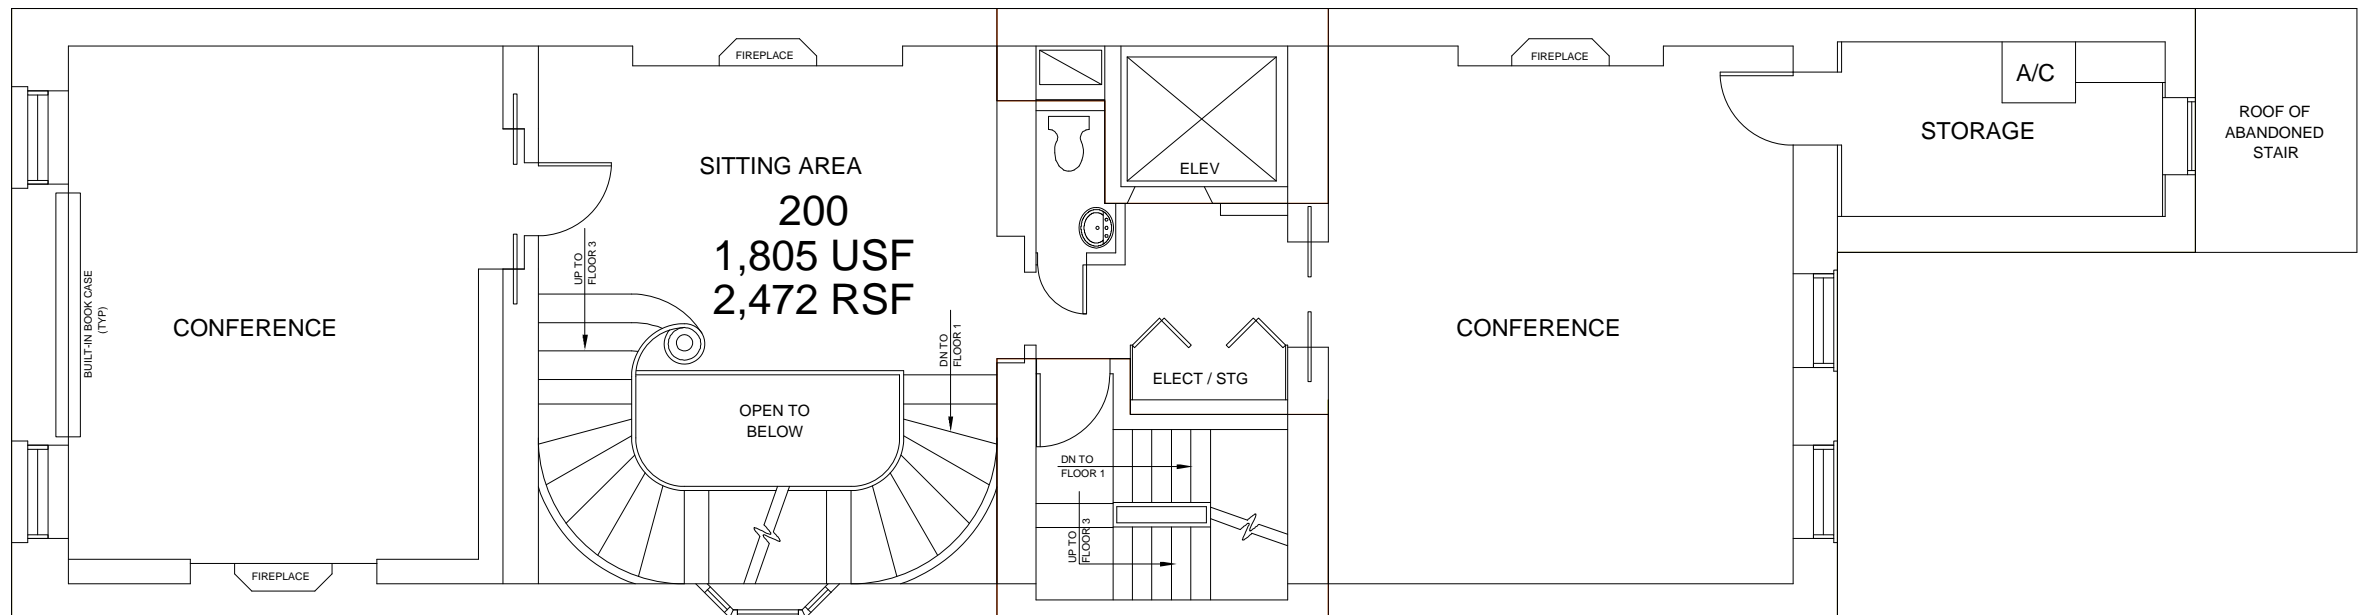 FIREPLACE
FIREPLACE
A/C
ROOF OF
ABANDONED
STAIR
STORAGE
SITTING AREA
ELEV
200
1,805 USF
2,472 RSF
UP TO
FLOOR 3
BUILT-IN BOOK CASE
(TYP)
CONFERENCE
DN TO
FLOOR 1
CONFERENCE
ELECT / STG
OPEN TO
BELOW
DN TO
FLOOR 1
UP TO
FLOOR 3
FIREPLACE